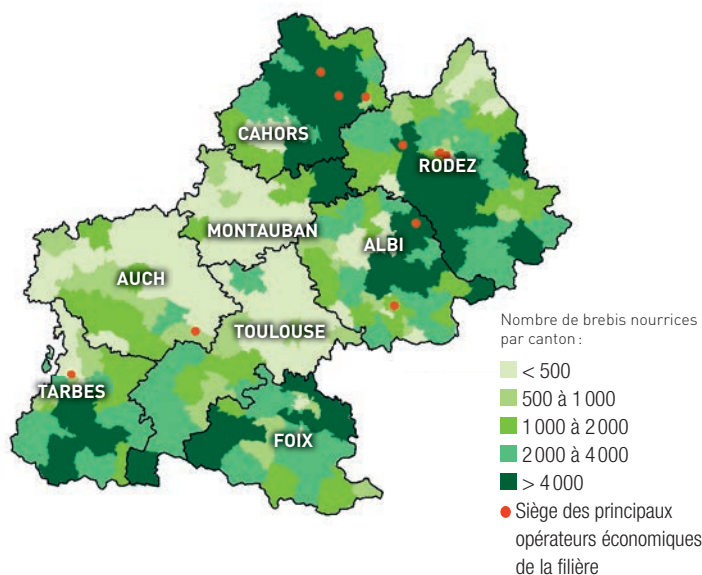 CAHORS
RODEZ
MONTAUBAN
ALBI
AUCH
TOULOUSE
TARBES
FOIX
Nombre de brebis nourrices
par canton :
< 500
500 à 1 000
1 000 à 2 000
2 000 à 4 000
> 4 000
Siège des principaux
opérateurs économiques
de la filière